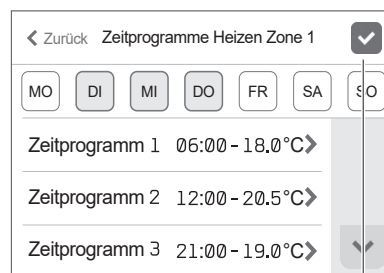 Zurück Zeitprogramme Heizen Zone 1
MO DI MI DO FR SA SO
Zeitprogramm 1 06:00 - 18.0°C
Zeitprogramm 2 12:00 - 20.5°C
Zeitprogramm 3 21:00 - 19.0°C